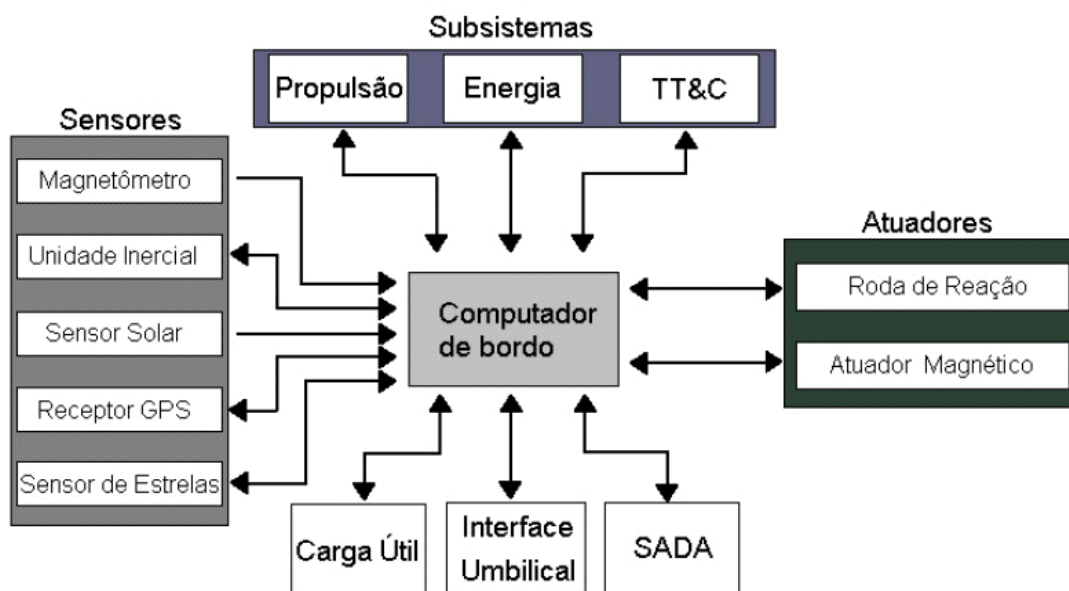 Subsistemas
Propulsão
Energia
TT&C
Sensores
Magnetômetro
Unidade Inercial
Sensor Solar
Receptor GPS
Sensor de Estrelas
Computador
de bordo
Atuadores
Roda de Reação
Atuador Magnético
Carga Útil
Interface
Umbilical
SADA